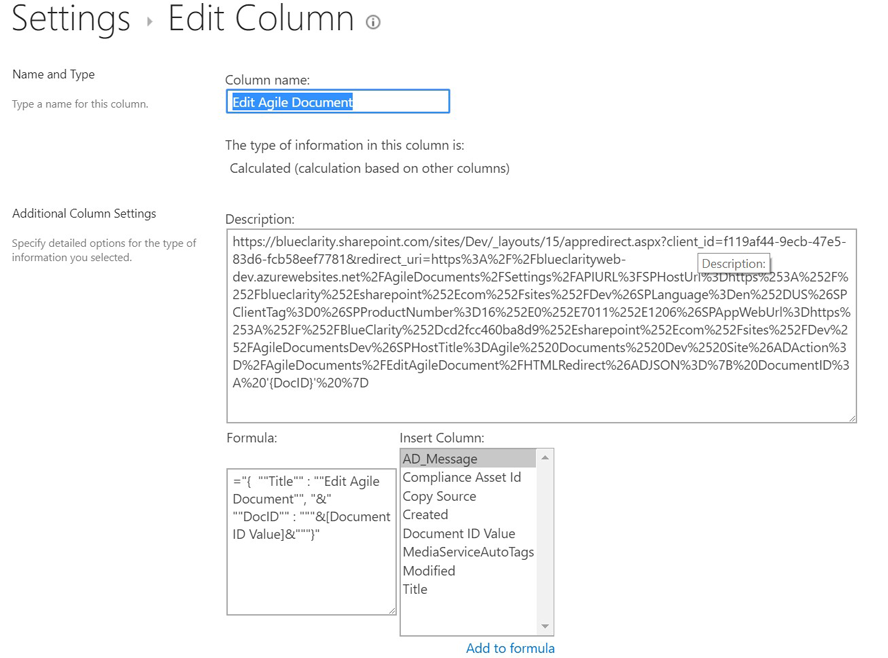 Settings ▸ Edit Column
Name and Type
Type a name for this column.
Column name:
Edit Agile Document
The type of information in this column is:
Calculated (calculation based on other columns)
Additional Column Settings
Specify detailed options for the type of
information you selected.
Description:
https://blueclarity.sharepoint.com/sites/Dev/_layouts/15/appredirect.aspx?client_id=f119af44-9ecb-47e5-
83d6-fcb58eef7781&redirect_uri=https%3A%2F%2Fblueclarityweb-
dev.azurewebsites.net%2FAgileDocuments%2FSettings%2FAPIURL%3FSPHostUrl%3Dhttps%253A%252F%
252Fblueclarity%252Esharepoint%252Ecom%252Fsites%252FDev%26SPLanguage%3Den%252DUS%26SP
ClientTag%3D0%26SPProductNumber%3D16%252E0%252E7011%252E1206%26SPAppWebUrl%3Dhttps%
253A%252F%252FBlueClarity%252Dcd2fcc460ba8d9%252Esharepoint%252Ecom%252Fsites%252FDev%2
52FAgileDocumentsDev%26SPHostTitle%3DAgile%2520Documents%2520Dev%2520Site%26ADAction%3
D%2FAgileDocuments%2FEditAgileDocument%2FHTMLRedirect%26ADJSON%3D%7B%20DocumentID%3
A%20'{DocID}'%20%7D
Description:
Formula:
="{  ""Title"" : ""Edit Agile
Document"", "&"
""DocID"" : """&[Document
ID Value]&"""}"
Insert Column:
AD_Message
Compliance Asset Id
Copy Source
Created
Document ID Value
MediaServiceAutoTags
Modified
Title
Add to formula